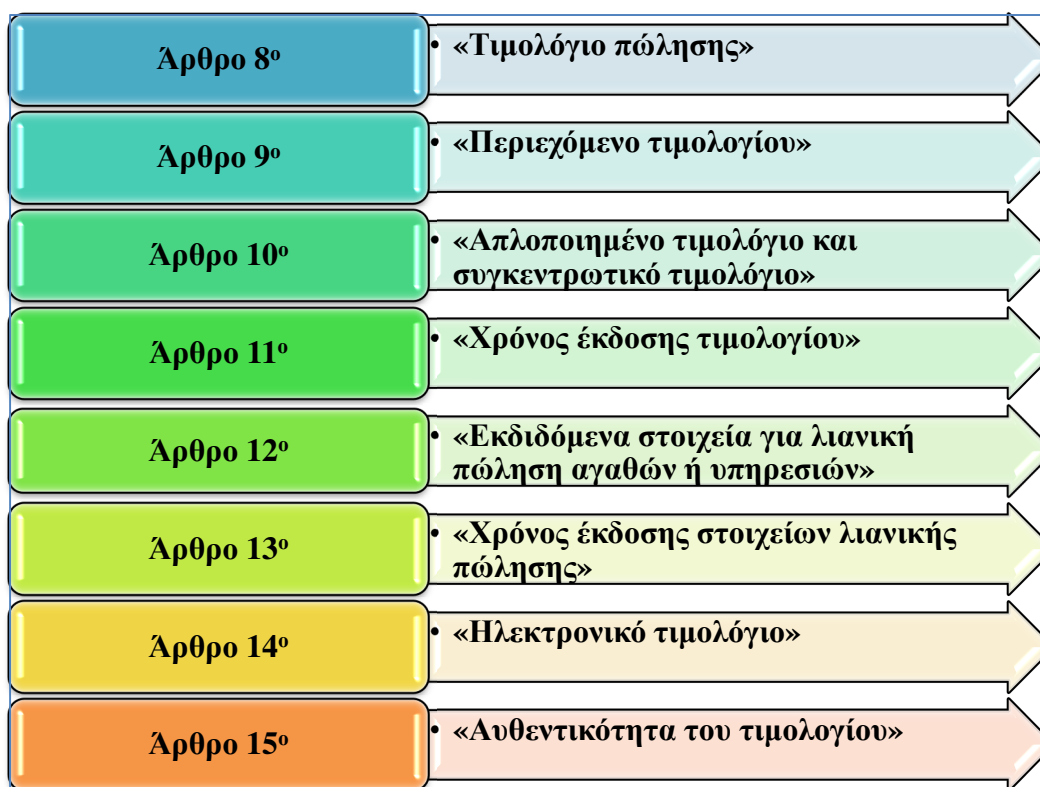 Άρθρο 8ο
• «Τιμολόγιο πώλησης»
Άρθρο 9ο
• «Περιεχόμενο τιμολογίου»
Άρθρο 10ο
• «Απλοποιημένο τιμολόγιο και
συγκεντρωτικό τιμολόγιο»
Άρθρο 11ο
• «Χρόνος έκδοσης τιμολογίου»
Άρθρο 12ο
• «Εκδιδόμενα στοιχεία για λιανική
πώληση αγαθών ή υπηρεσιών»
Άρθρο 13ο
• «Χρόνος έκδοσης στοιχείων λιανικής
πώλησης»
Άρθρο 14ο
• «Ηλεκτρονικό τιμολόγιο»
Άρθρο 15ο
• «Αυθεντικότητα του τιμολογίου»